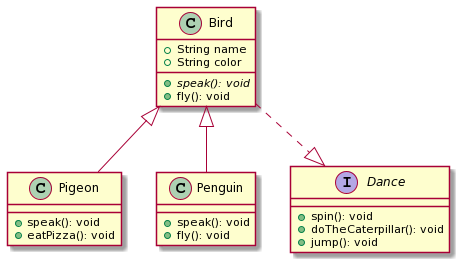 C Bird
String name
String color
speak(): void
fly(): void
C Pigeon
speak(): void
eatPizza(): void
C Penguin
speak(): void
fly(): void
I Dance
spin(): void
doTheCaterpillar(): void
jump(): void